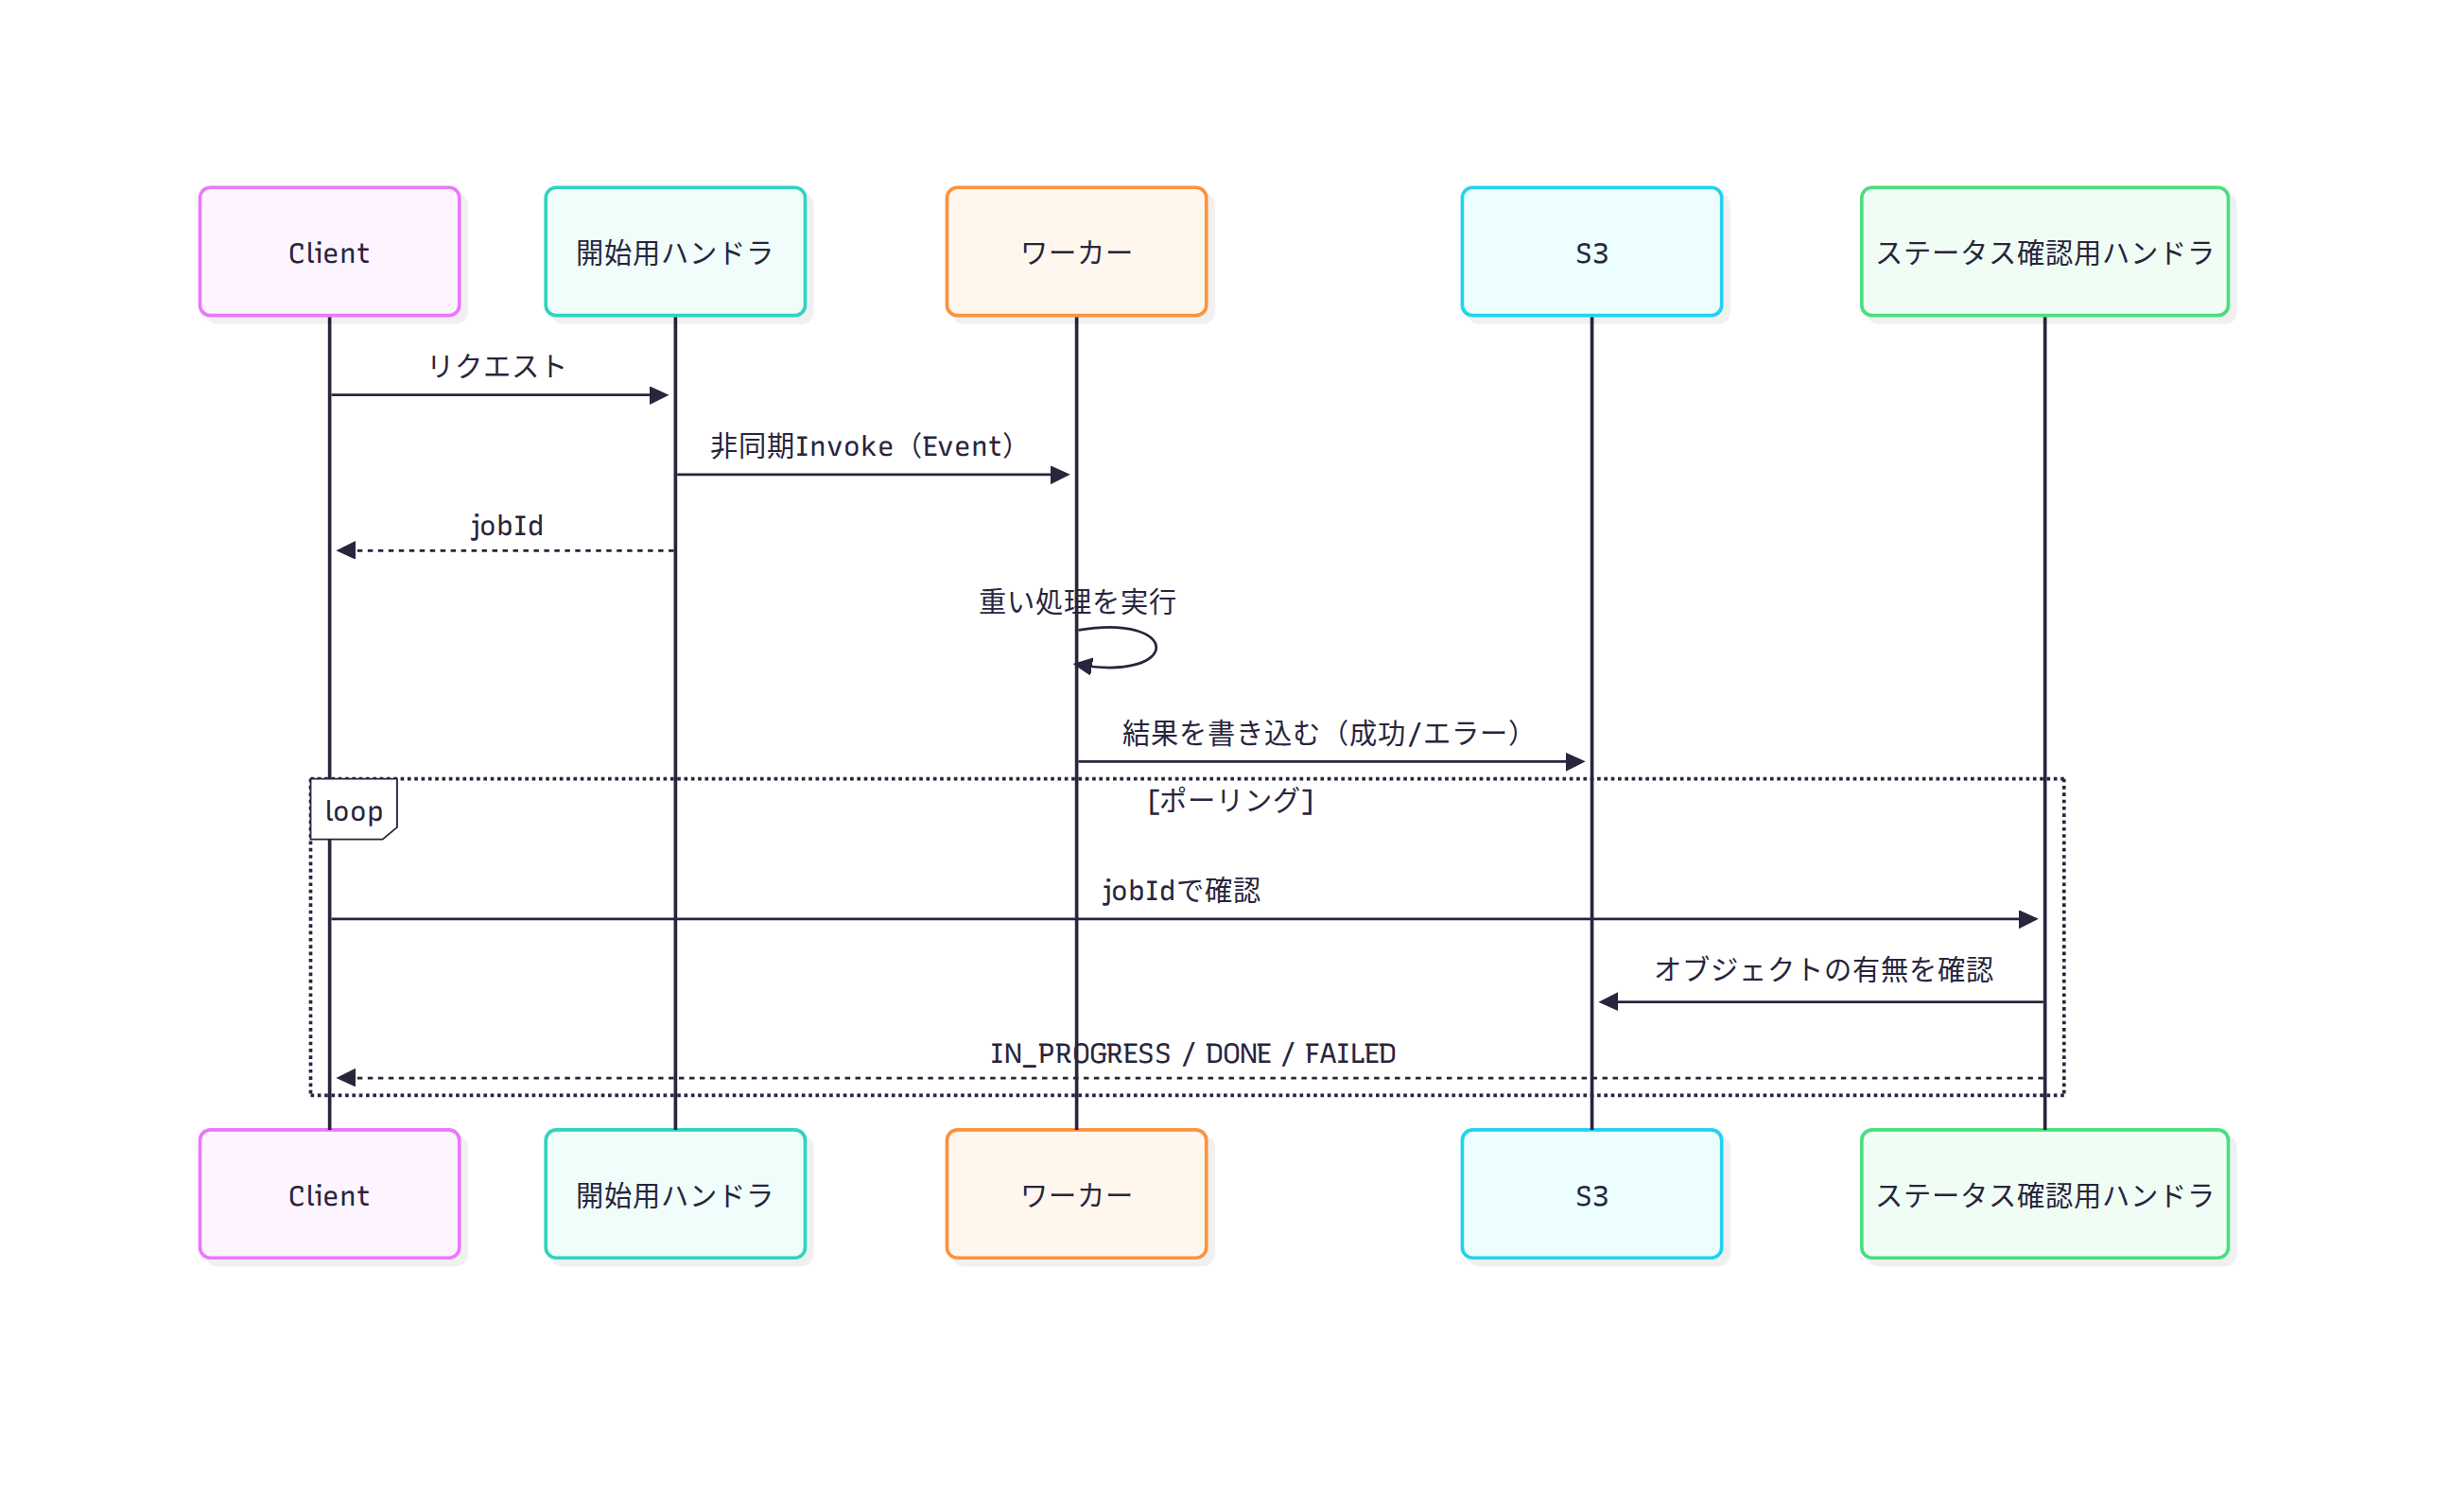 Client
開始用ハンドラ
ワーカー
S3
ステータス確認用ハンドラ
リクエスト
非同期Invoke（Event）
jobId
重い処理を実行
結果を書き込む（成功/エラー）
loop
[ポーリング]
jobIdで確認
オブジェクトの有無を確認
IN_PROGRESS / DONE / FAILED
Client
開始用ハンドラ
ワーカー
S3
ステータス確認用ハンドラ